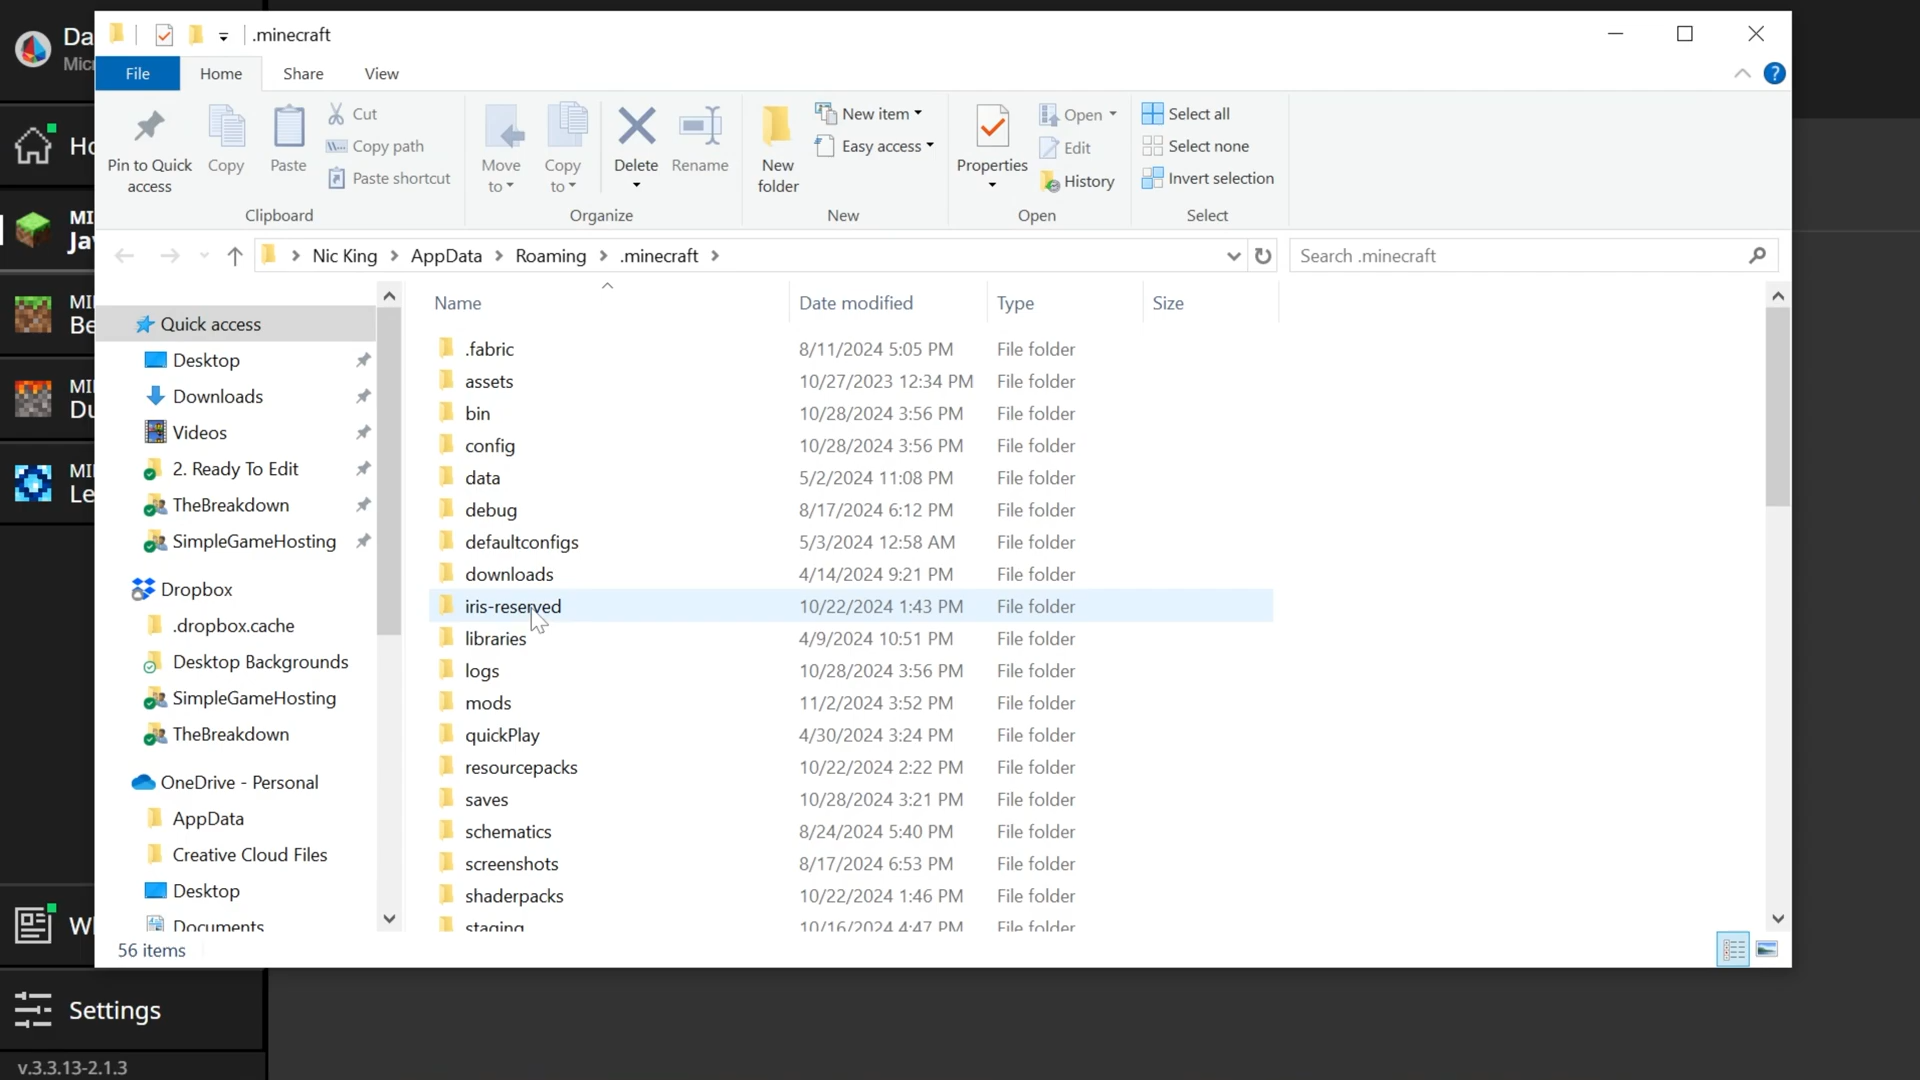 .minecraft
Da
Mic
File Home Share View
Pin to Quick access
Copy
Paste
Cut
Copy path
Paste shortcut
Clipboard
Move to
Copy to
Delete
Rename
Organize
New folder
New item
Easy access
New
Properties
Open
Edit
History
Open
Select all
Select none
Invert selection
Select
Nic King > AppData > Roaming > .minecraft >
Search .minecraft
Ho
MI
Ja
MI
Be
MI
Du
MI
Le
W
Settings
v.3.3.13-2.1.3
Quick access
Desktop
Downloads
Videos
2. Ready To Edit
TheBreakdown
SimpleGameHosting
Dropbox
.dropbox.cache
Desktop Backgrounds
SimpleGameHosting
TheBreakdown
OneDrive - Personal
AppData
Creative Cloud Files
Desktop
Documents
Name Date modified Type Size
.fabric 8/11/2024 5:05 PM File folder
assets 10/27/2023 12:34 PM File folder
bin 10/28/2024 3:56 PM File folder
config 10/28/2024 3:56 PM File folder
data 5/2/2024 11:08 PM File folder
debug 8/17/2024 6:12 PM File folder
defaultconfigs 5/3/2024 12:58 AM File folder
downloads 4/14/2024 9:21 PM File folder
iris-reserved 10/22/2024 1:43 PM File folder
libraries 4/9/2024 10:51 PM File folder
logs 10/28/2024 3:56 PM File folder
mods 11/2/2024 3:52 PM File folder
quickPlay 4/30/2024 3:24 PM File folder
resourcepacks 10/22/2024 2:22 PM File folder
saves 10/28/2024 3:21 PM File folder
schematics 8/24/2024 5:40 PM File folder
screenshots 8/17/2024 6:53 PM File folder
shaderpacks 10/22/2024 1:46 PM File folder
staging 10/16/2024 4:47 PM File folder
56 items